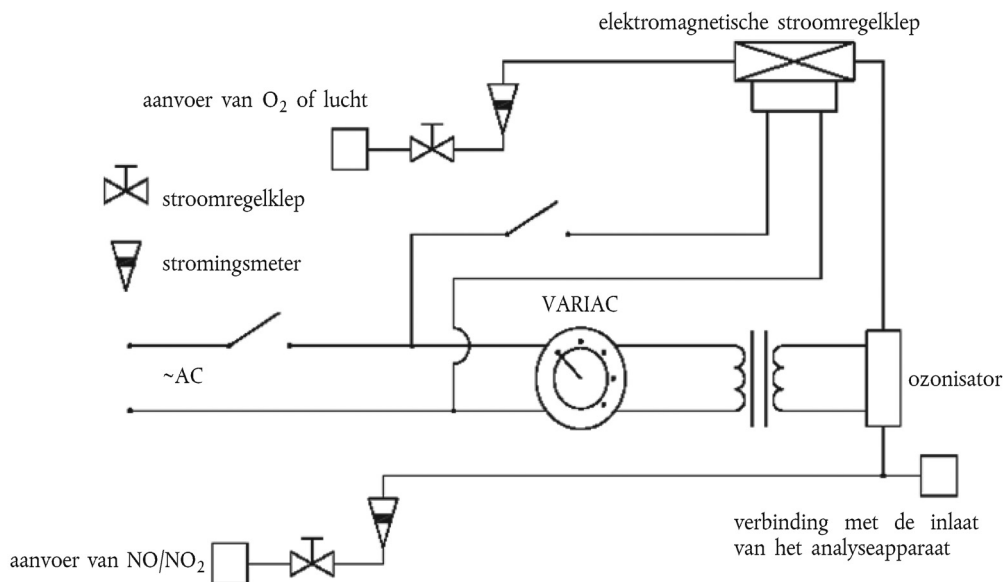 elektromagnetische stroomregelklep
aanvoer van O₂ of lucht
stroomregelklep
stromingsmeter
VARIAC
~AC
ozonisator
verbinding met de inlaat
van het analyseapparaat
aanvoer van NO/NO₂